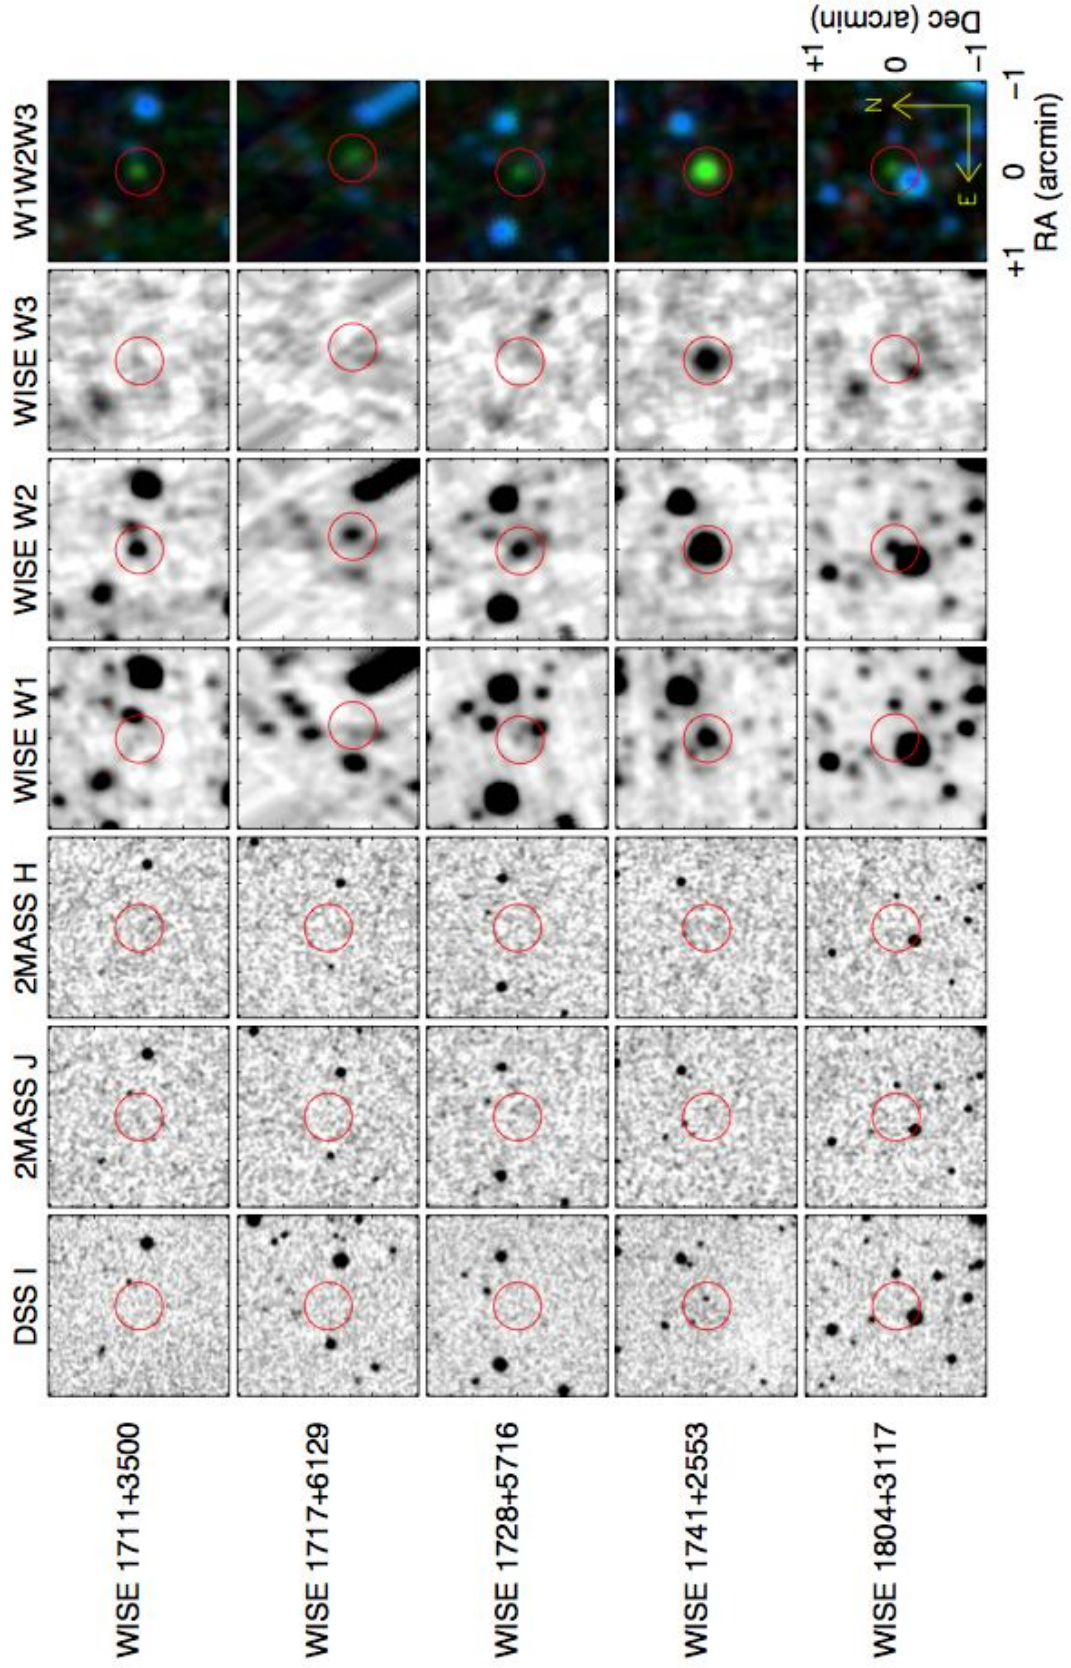 DSS I
2MASS J
2MASS H
WISE W1
WISE W2
WISE W3
W1W2W3
WISE 1711+3500
WISE 1717+6129
WISE 1728+5716
WISE 1741+2553
WISE 1804+3117
N
E
+1
0
−1
Dec (arcmin)
+1
0
−1
RA (arcmin)